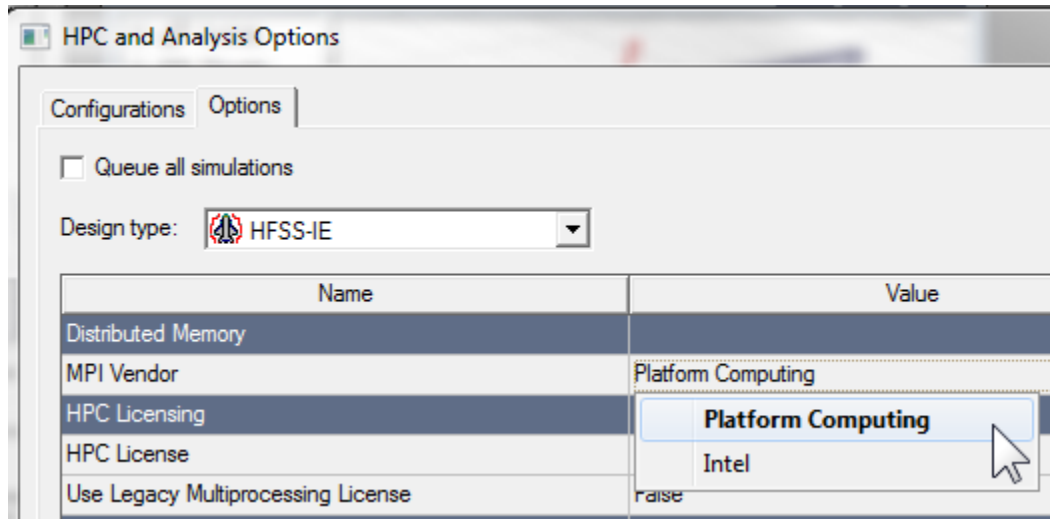 HPC and Analysis Options
Configurations Options
Queue all simulations
Design type: HFSS-IE
Name Value
Distributed Memory
MPI Vendor Platform Computing
HPC Licensing Platform Computing
HPC License Intel
Use Legacy Multiprocessing License False